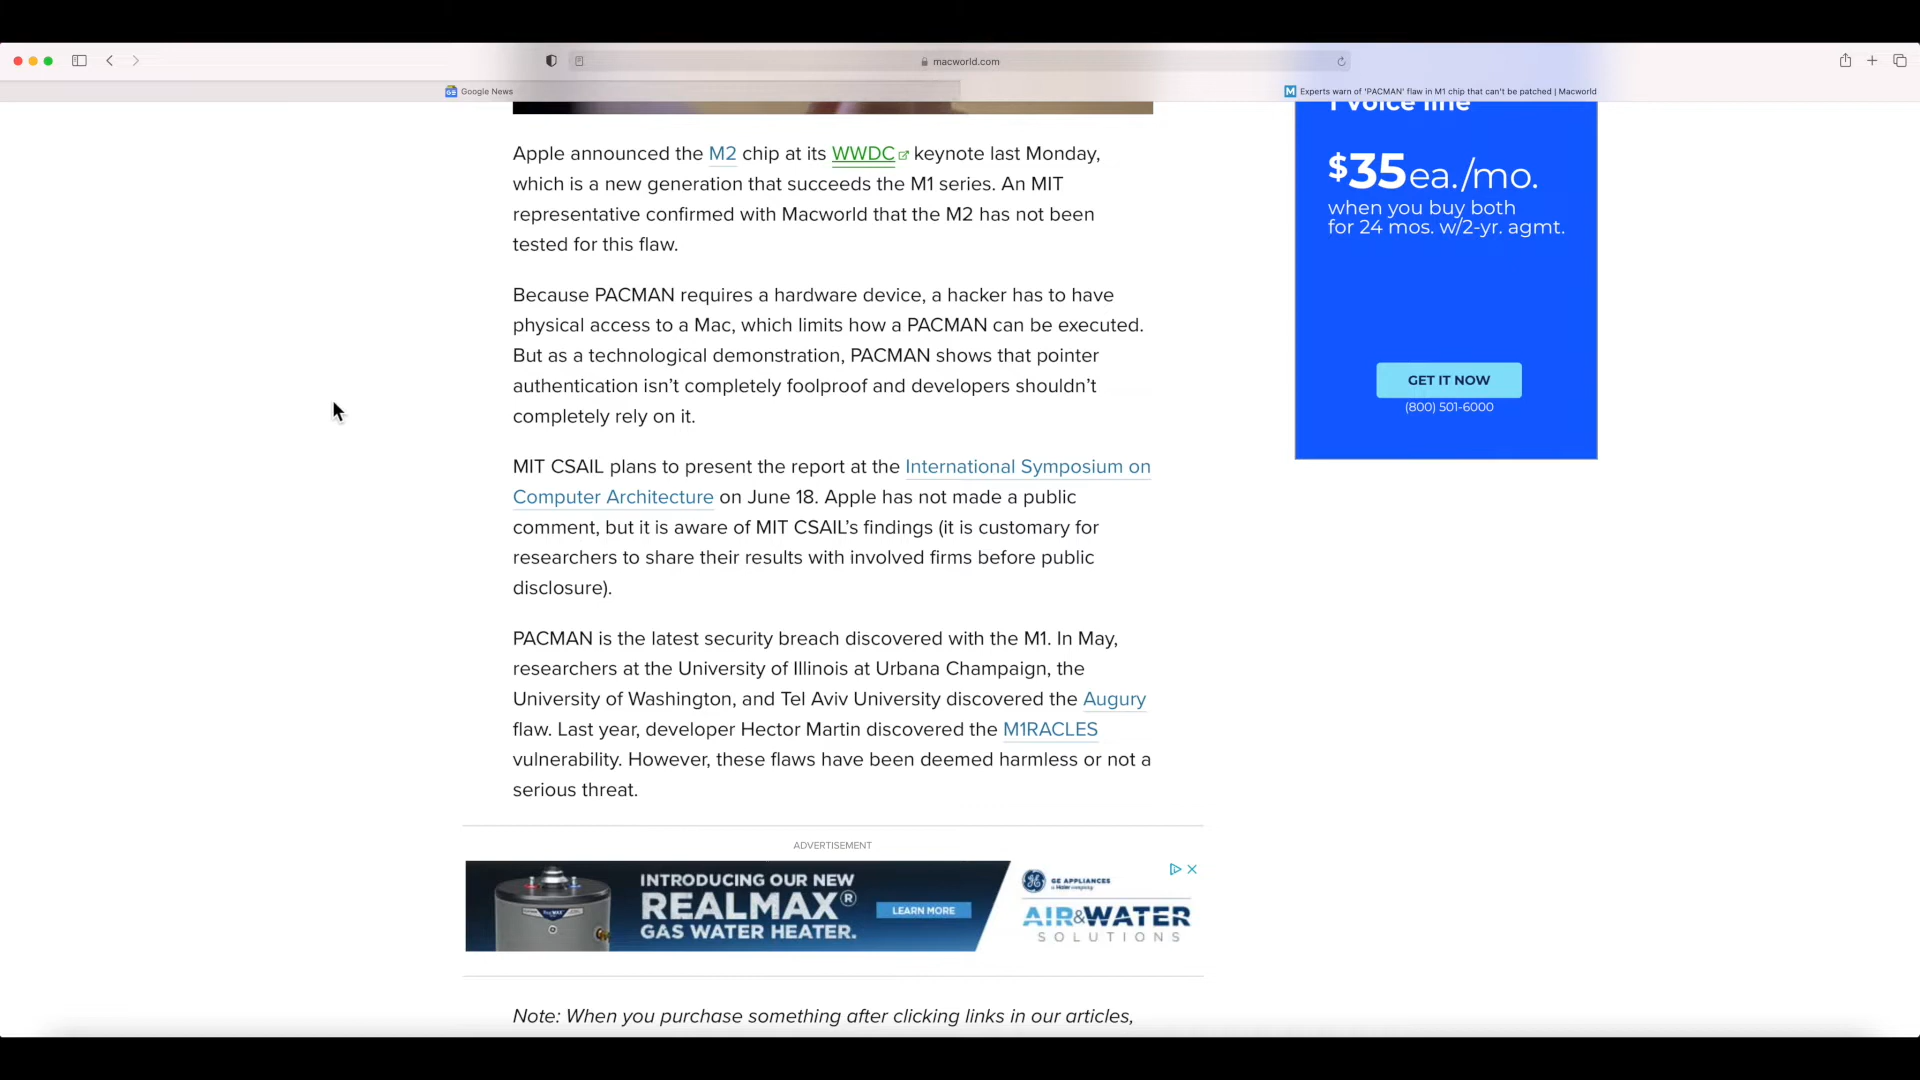 macworld.com
Google News
Experts warn of 'PACMAN' flaw in M1 chip that can't be patched | Macworld
1 voice line
$35ea./mo.
when you buy both
for 24 mos. w/2-yr. agmt.
GET IT NOW
(800) 501-6000
Apple announced the M2 chip at its WWDC keynote last Monday,
which is a new generation that succeeds the M1 series. An MIT
representative confirmed with Macworld that the M2 has not been
tested for this flaw.
Because PACMAN requires a hardware device, a hacker has to have
physical access to a Mac, which limits how a PACMAN can be executed.
But as a technological demonstration, PACMAN shows that pointer
authentication isn't completely foolproof and developers shouldn't
completely rely on it.
MIT CSAIL plans to present the report at the International Symposium on
Computer Architecture on June 18. Apple has not made a public
comment, but it is aware of MIT CSAIL's findings (it is customary for
researchers to share their results with involved firms before public
disclosure).
PACMAN is the latest security breach discovered with the M1. In May,
researchers at the University of Illinois at Urbana Champaign, the
University of Washington, and Tel Aviv University discovered the Augury
flaw. Last year, developer Hector Martin discovered the M1RACLES
vulnerability. However, these flaws have been deemed harmless or not a
serious threat.
ADVERTISEMENT
INTRODUCING OUR NEW
REALMAX®
GAS WATER HEATER.
LEARN MORE
GE APPLIANCES
a Haier company
AIR&WATER
SOLUTIONS
Note: When you purchase something after clicking links in our articles,